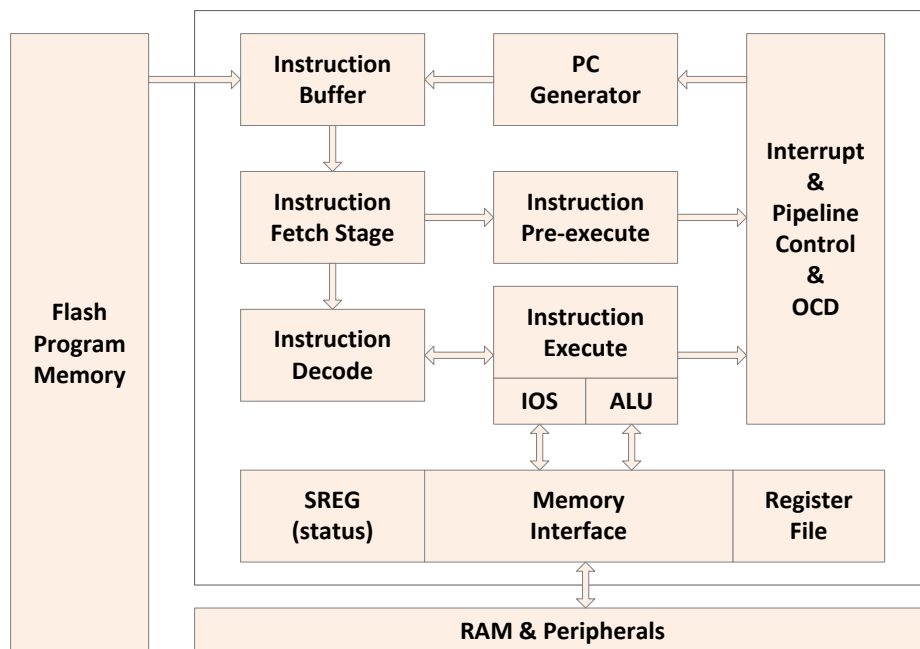 Instruction
Buffer
PC
Generator
Interrupt
&
Pipeline
Control
&
OCD
Instruction
Fetch Stage
Instruction
Pre-execute
Flash
Program
Memory
Instruction
Decode
Instruction
Execute
IOS
ALU
SREG
(status)
Memory
Interface
Register
File
RAM & Peripherals